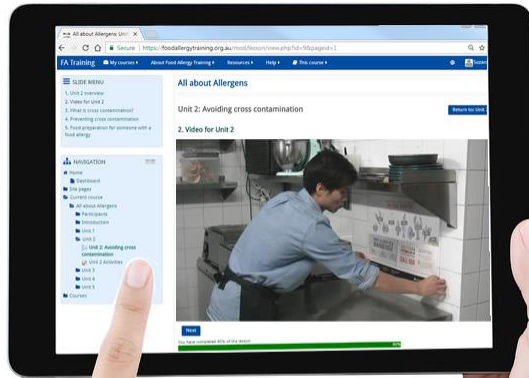 All about Allergens: Unit
Secure | https://foodallergytraining.org.au/mod/lesson/view.php?id=9&pageid=1
FA Training My courses About Food Allergy Training Resources Help This course
SLIDE MENU
1. Unit 2 overview
2. Video for Unit 2
3. What is cross contamination?
4. Preventing cross contamination
5. Food preparation for someone with a
food allergy
NAVIGATION
Home
Dashboard
Site pages
Current course
All about Allergens
Participants
Introduction
Unit 1
Unit 2
Unit 2: Avoiding cross
contamination
Unit 2 Activities
Unit 3
Unit 4
Unit 5
Courses
All about Allergens
Unit 2: Avoiding cross contamination
Return to: Unit 2
2. Video for Unit 2
Next
You have completed 80% of the lesson
80%